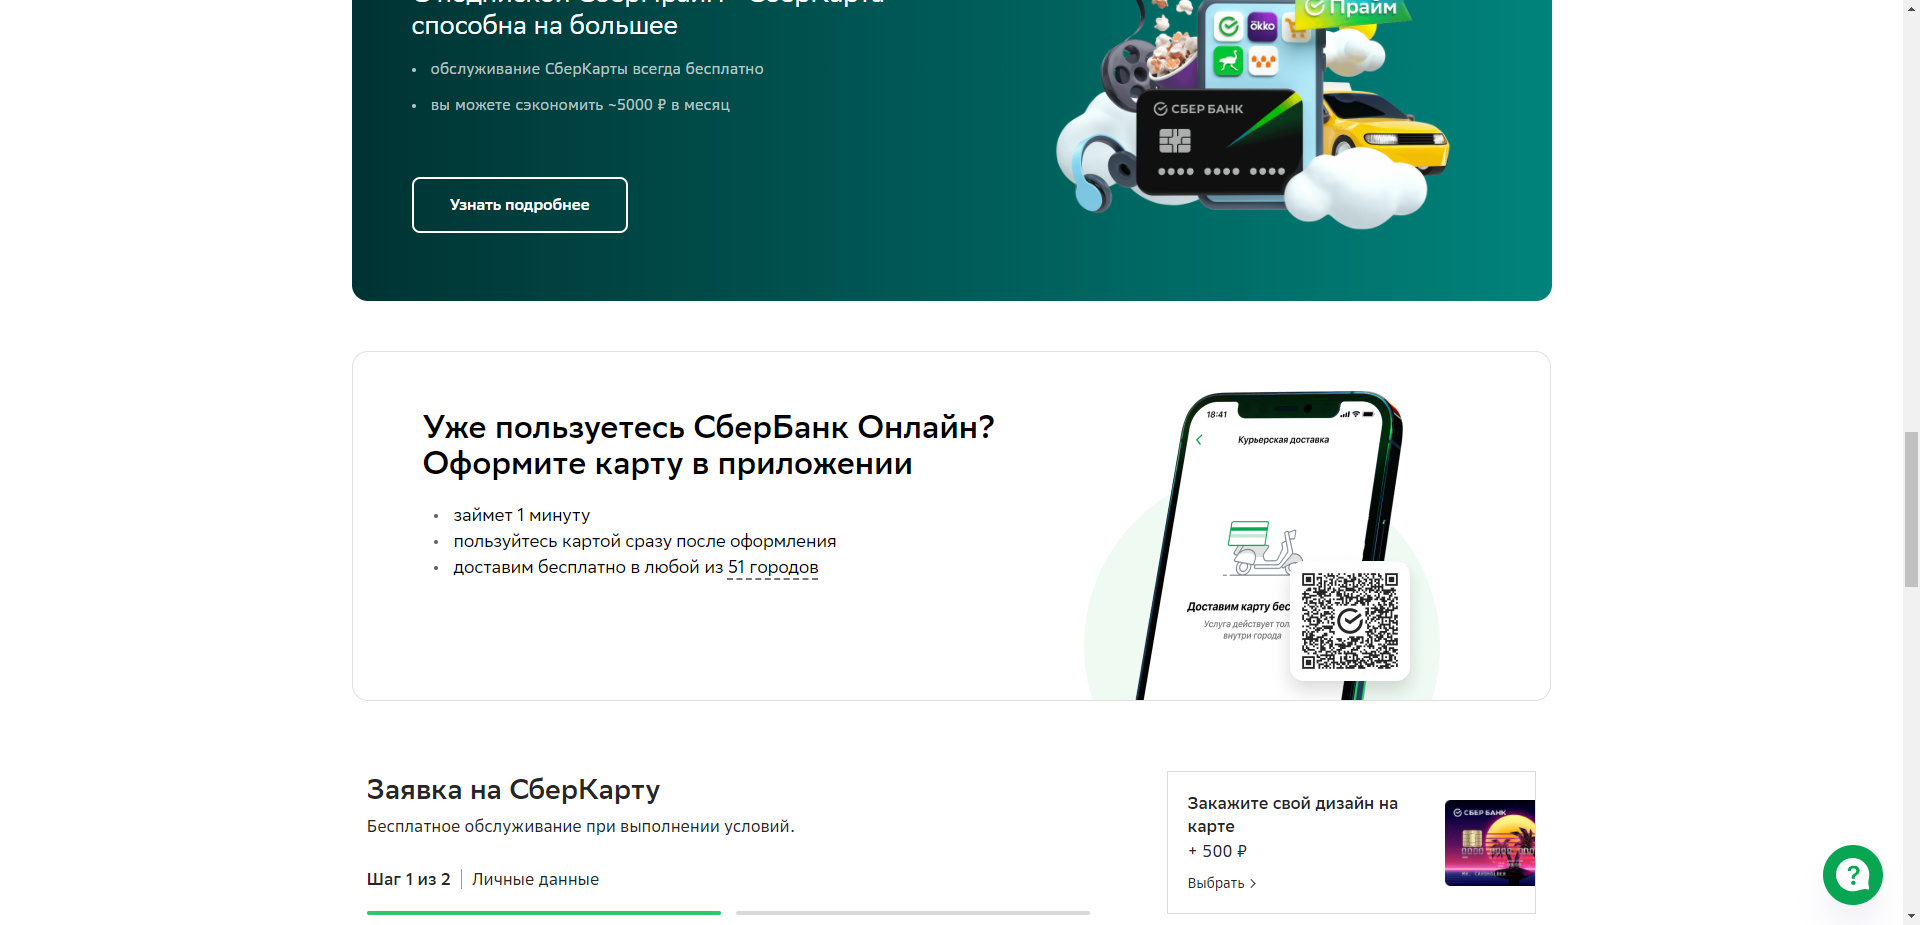 С подпиской СберПрайм+ СберКарта
способна на большее
обслуживание СберКарты всегда бесплатно
вы можете сэкономить ~5000 ₽ в месяц
Узнать подробнее
Прайм
okko
СБЕР БАНК
Уже пользуетесь СберБанк Онлайн?
Оформите карту в приложении
займет 1 минуту
пользуйтесь картой сразу после оформления
доставим бесплатно в любой из 51 городов
18:41
Курьерская доставка
Доставим карту бес
Услуга действует тол
внутри города
Заявка на СберКарту
Бесплатное обслуживание при выполнении условий.
Шаг 1 из 2
Личные данные
Закажите свой дизайн на
карте
+ 500 ₽
Выбрать
СБЕР БАНК